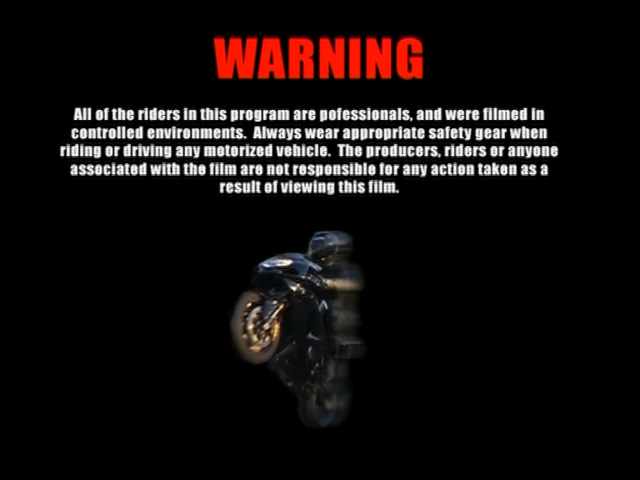 WARNING
All of the riders in this program are pofessionals, and were filmed in
controlled environments.  Always wear appropriate safety gear when
riding or driving any motorized vehicle.  The producers, riders or anyone
associated with the film are not responsible for any action taken as a
result of viewing this film.